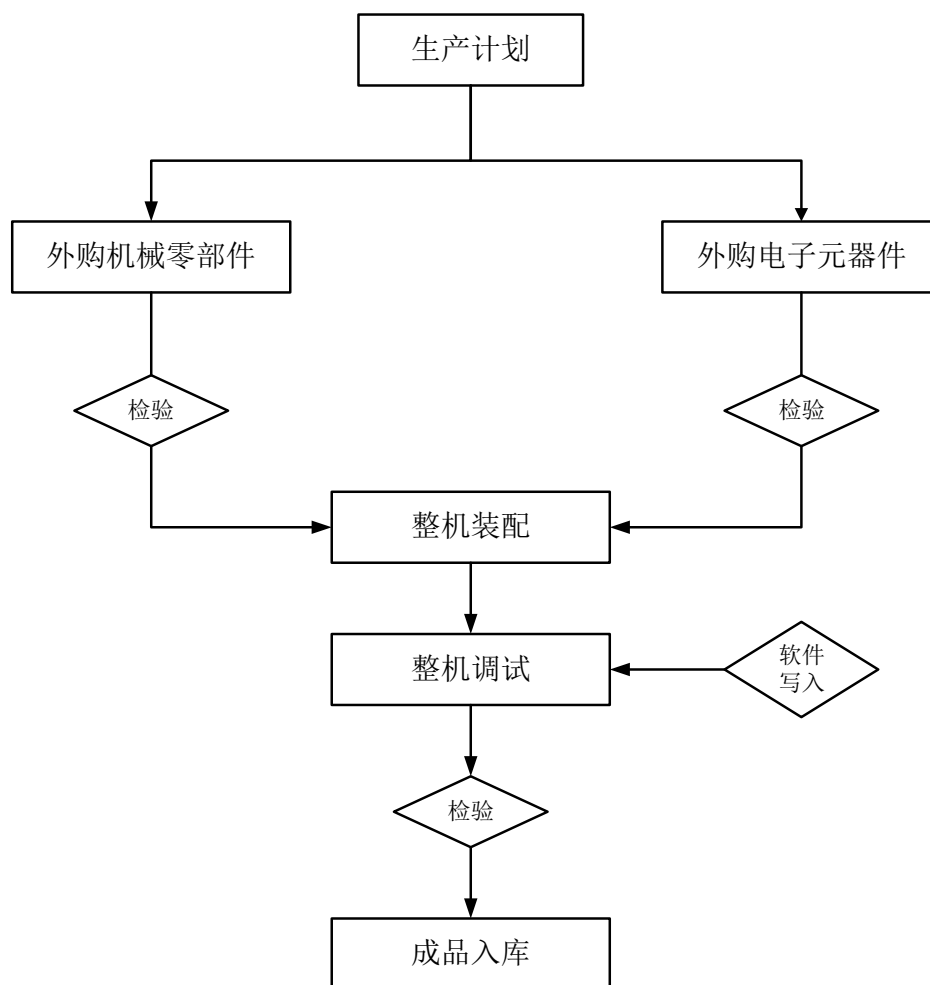 生产计划
外购机械零部件
外购电子元器件
检验
检验
整机装配
整机调试
软件
写入
检验
成品入库